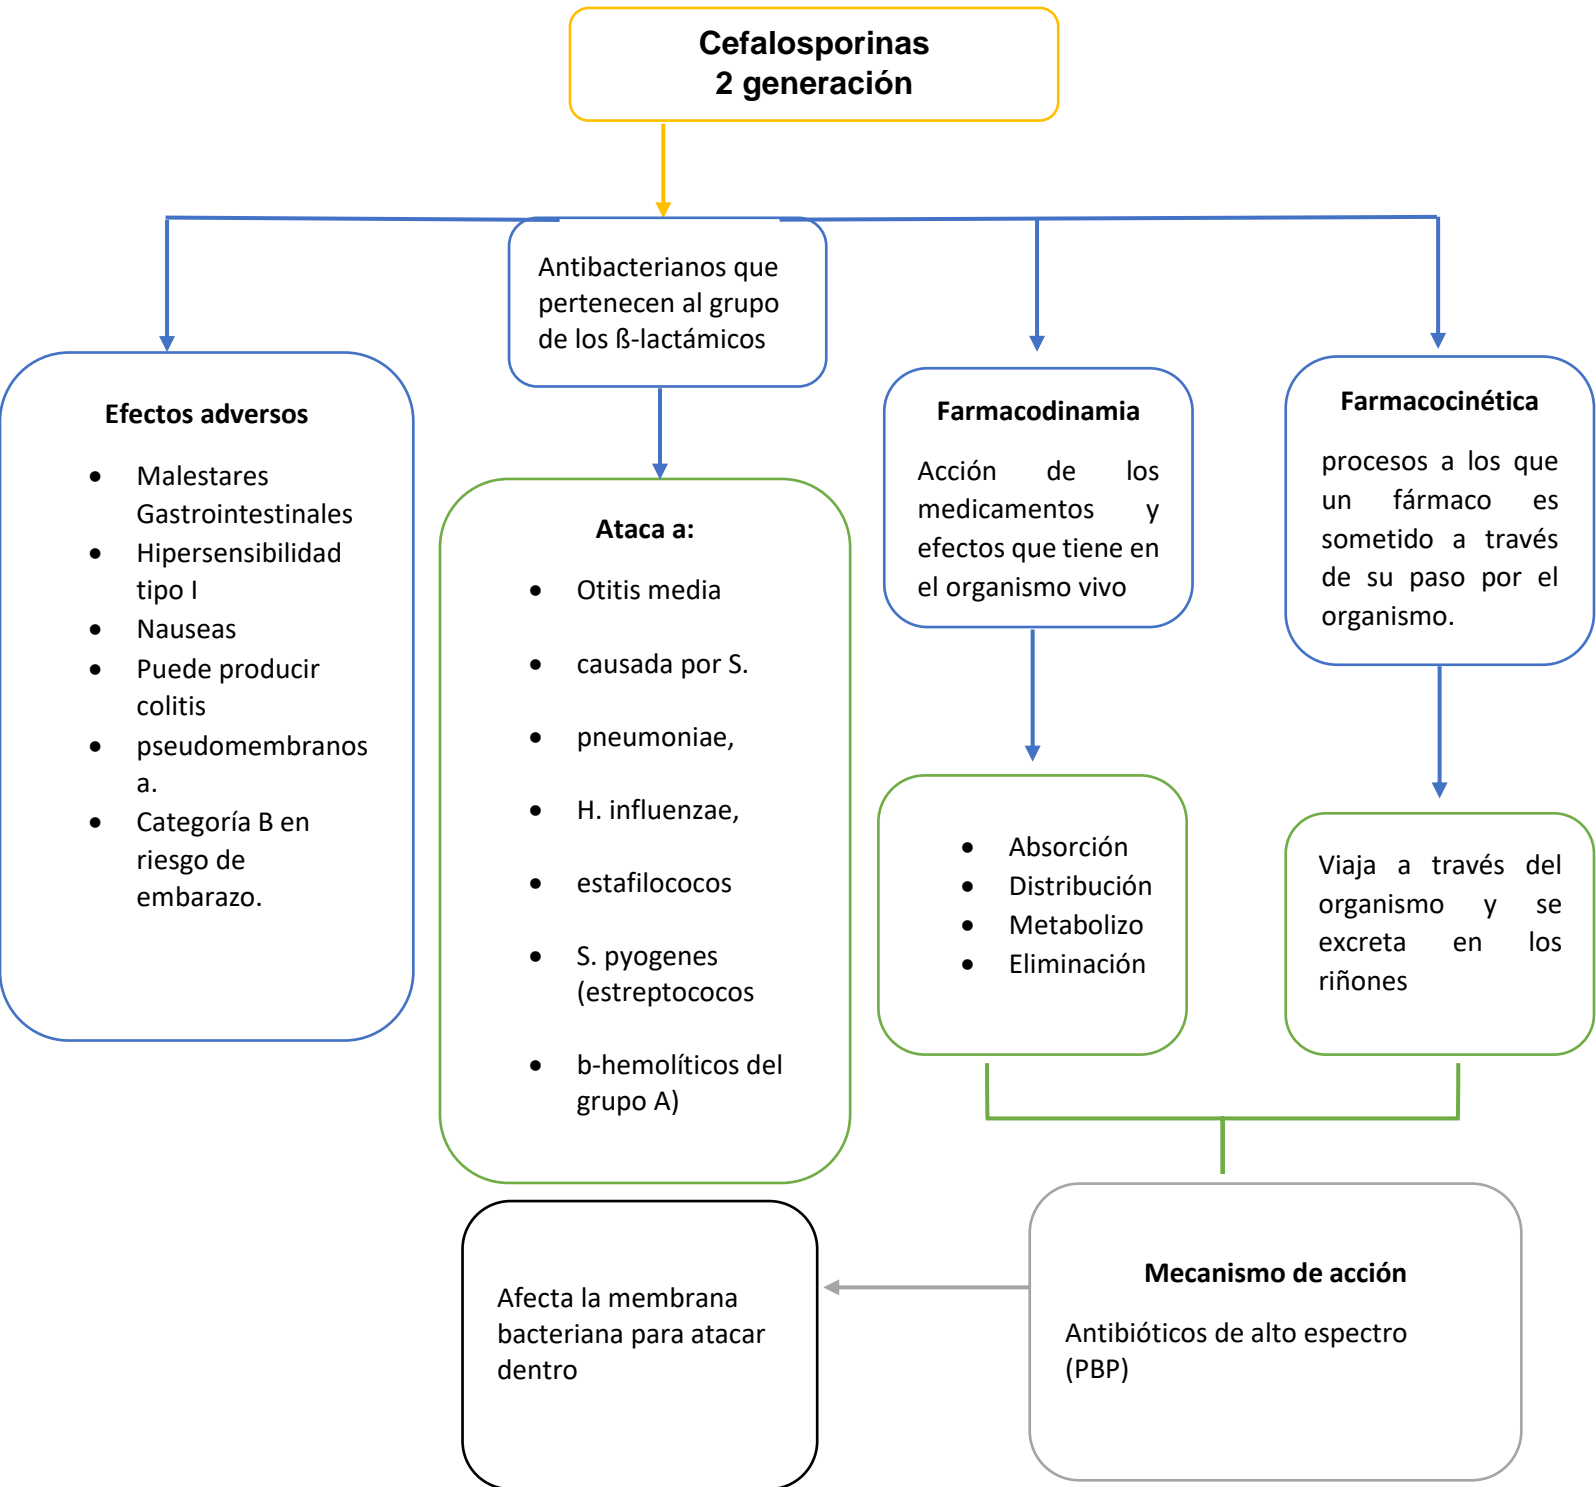 Cefalosporinas
2 generación
Antibacterianos que
pertenecen al grupo
de los ß-lactámicos
Efectos adversos
• Malestares
Gastrointestinales
• Hipersensibilidad
tipo I
• Nauseas
• Puede producir
colitis
• pseudomembranos
a.
• Categoría B en
riesgo de
embarazo.
Ataca a:
• Otitis media
• causada por S.
• pneumoniae,
• H. influenzae,
• estafilococos
• S. pyogenes
(estreptococos
• b-hemolíticos del
grupo A)
Farmacodinamia
Acción de los
medicamentos y
efectos que tiene en
el organismo vivo
Farmacocinética
procesos a los que
un fármaco es
sometido a través
de su paso por el
organismo.
• Absorción
• Distribución
• Metabolizo
• Eliminación
Viaja a través del
organismo y se
excreta en los
riñones
Mecanismo de acción
Antibióticos de alto espectro
(PBP)
Afecta la membrana
bacteriana para atacar
dentro